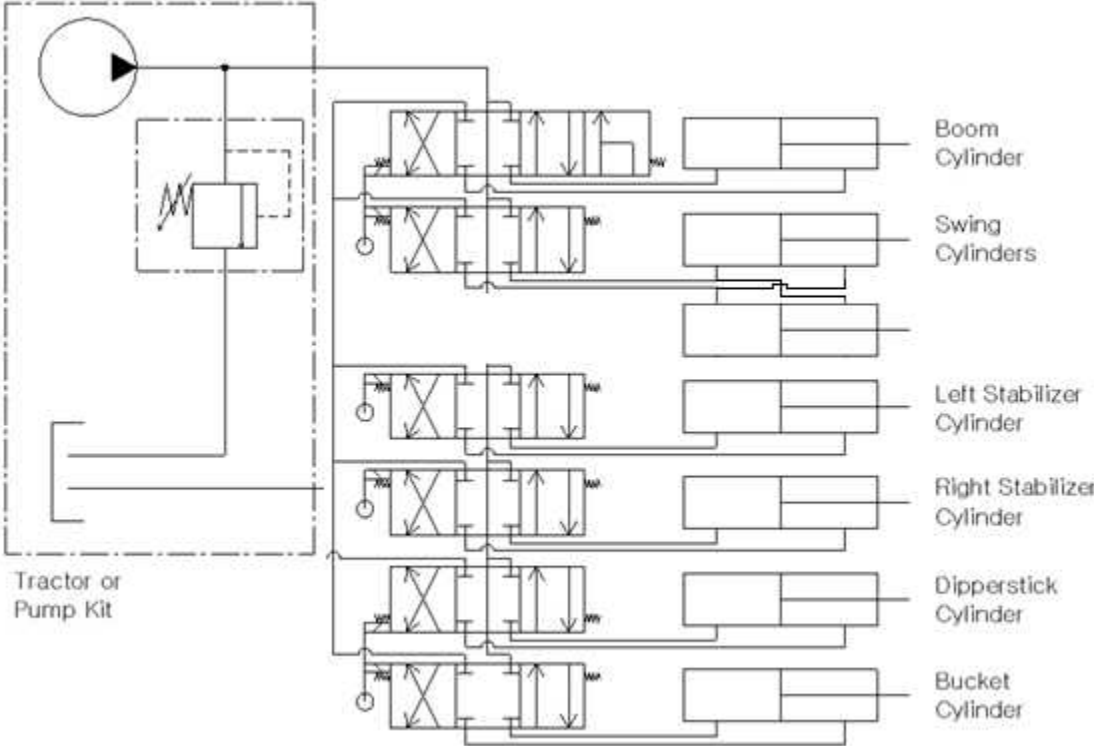 Boom
Cylinder
Swing
Cylinders
Left Stabilizer
Cylinder
Right Stabilizer
Cylinder
Tractor or
Pump Kit
Dipperstick
Cylinder
Bucket
Cylinder